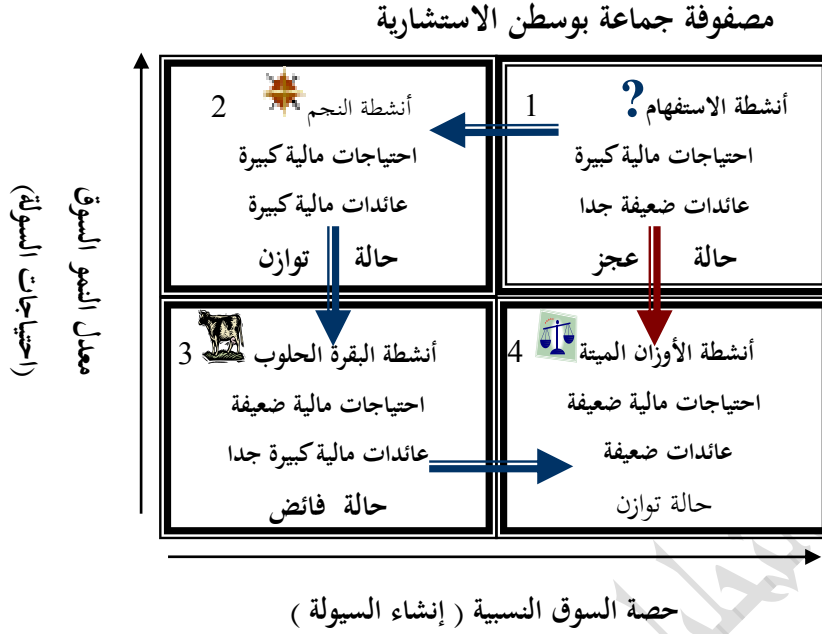 مصفوفة جماعة بوسطن الاستشارية
أنشطة الاستفهام ? 1
احتياجات مالية كبيرة
عائدات ضعيفة جدا
حالة عجز
أنشطة النجم 2
احتياجات مالية كبيرة
عائدات مالية كبيرة
حالة توازن
أنشطة البقرة الحلوب 3
احتياجات مالية ضعيفة
عائدات مالية كبيرة جدا
حالة فائض
أنشطة الأوزان الميتة 4
احتياجات مالية ضعيفة
عائدات ضعيفة
حالة توازن
معدل النمو السوق
(احتياجات السولة)
حصة السوق النسبية ( إنشاء السيولة )